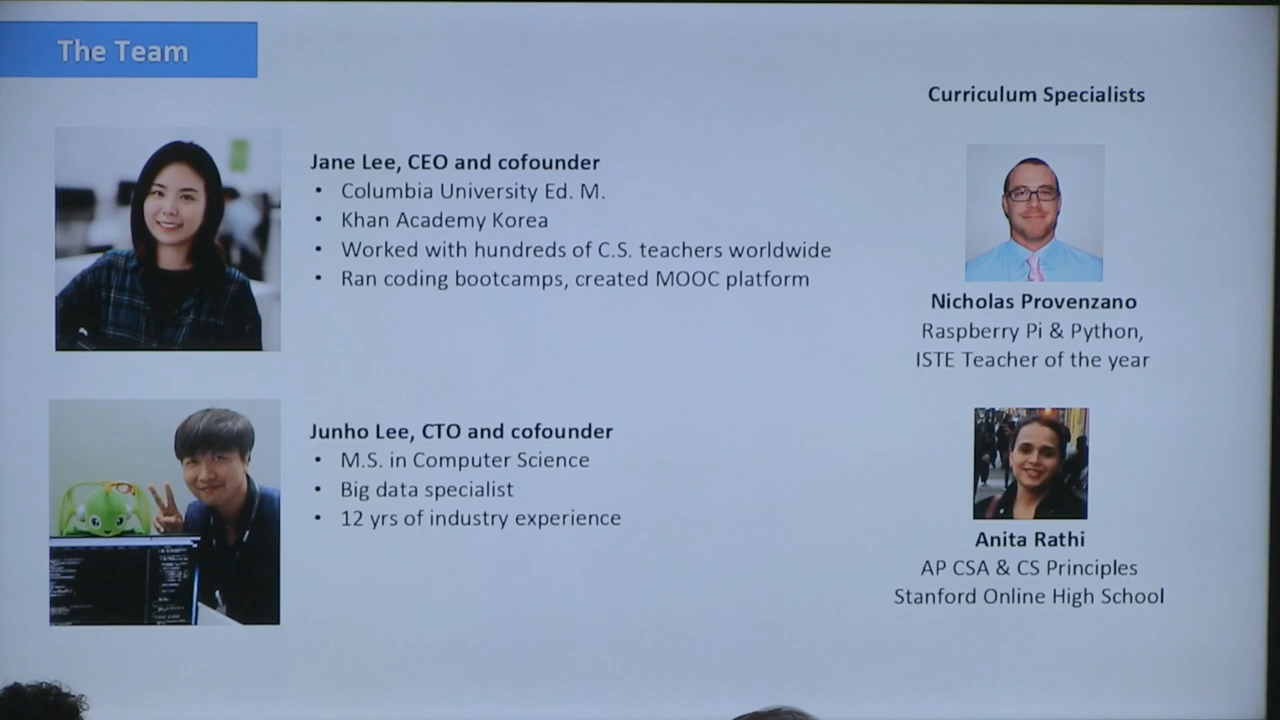 The Team
Jane Lee, CEO and cofounder
• Columbia University Ed. M.
• Khan Academy Korea
• Worked with hundreds of C.S. teachers worldwide
• Ran coding bootcamps, created MOOC platform
Junho Lee, CTO and cofounder
• M.S. in Computer Science
• Big data specialist
• 12 yrs of industry experience
Curriculum Specialists
Nicholas Provenzano
Raspberry Pi & Python,
ISTE Teacher of the year
Anita Rathi
AP CSA & CS Principles
Stanford Online High School